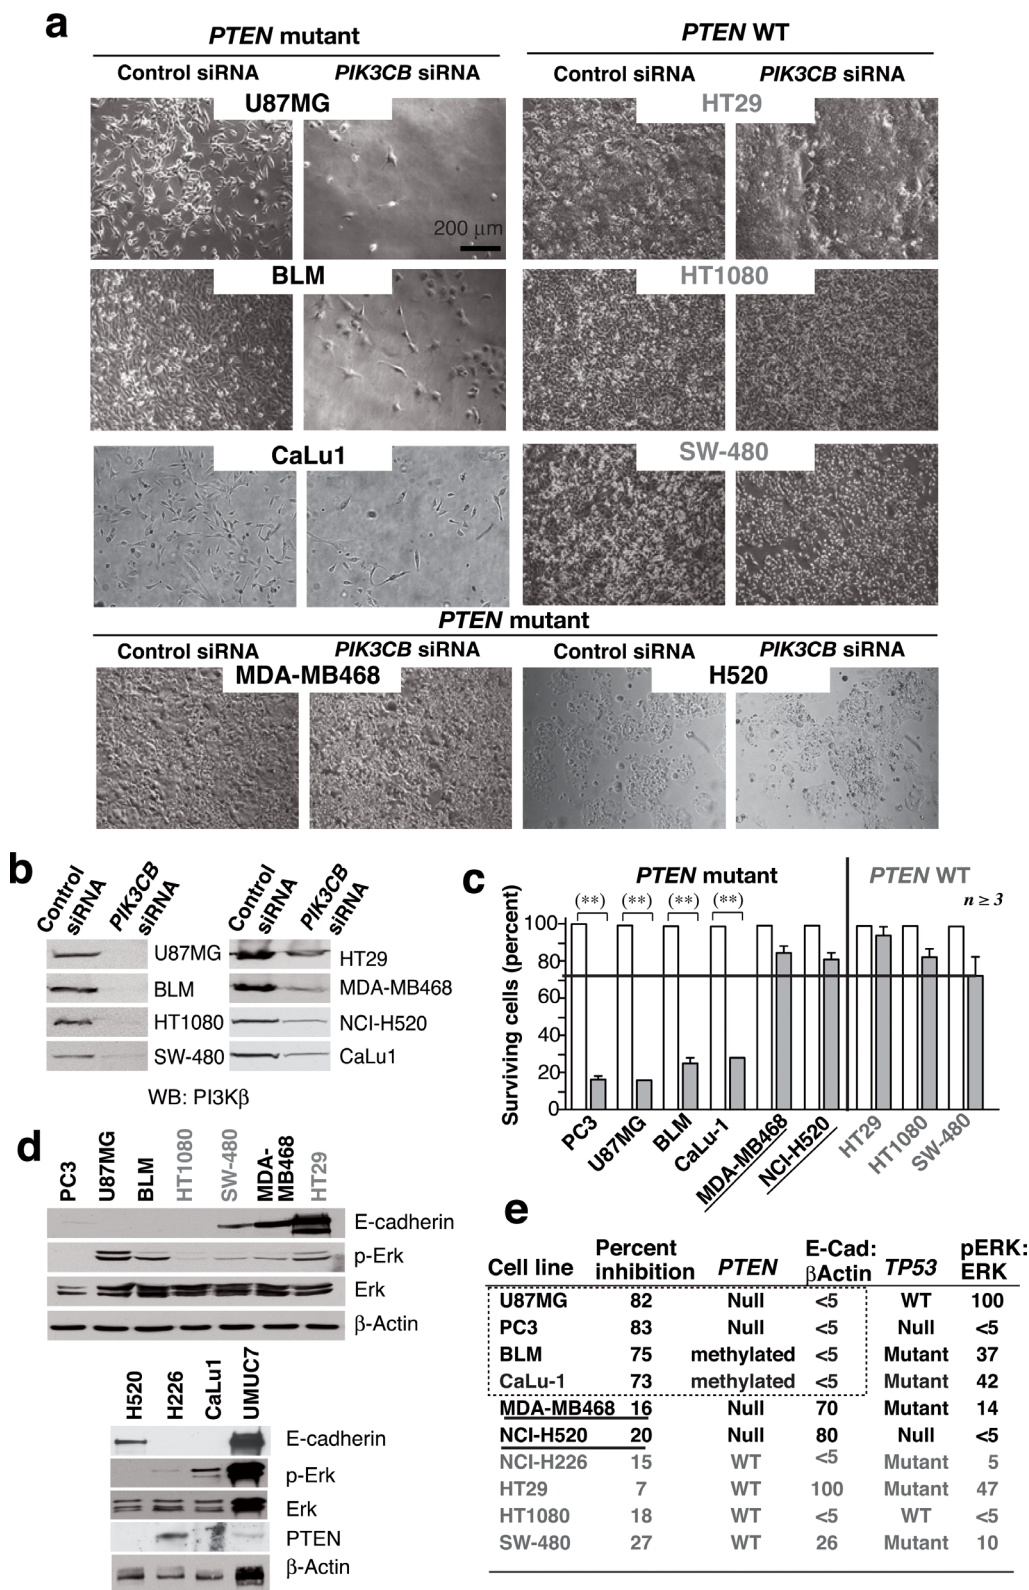 a
PTEN mutant
PTEN WT
Control siRNA
PIK3CB siRNA
Control siRNA
PIK3CB siRNA
U87MG
HT29
200 μm
BLM
HT1080
CaLu1
SW-480
PTEN mutant
Control siRNA
PIK3CB siRNA
Control siRNA
PIK3CB siRNA
MDA-MB468
H520
b
Control siRNA
PIK3CB siRNA
Control siRNA
PIK3CB siRNA
U87MG
HT29
BLM
MDA-MB468
HT1080
NCI-H520
SW-480
CaLu1
WB: PI3Kβ
c
PTEN mutant
PTEN WT
n ≥ 3
(**)
(**)
(**)
(**)
Surviving cells (percent)
100
80
60
40
20
0
PC3
U87MG
BLM
CaLu-1
MDA-MB468
NCI-H520
HT29
HT1080
SW-480
d
PC3
U87MG
BLM
HT1080
SW-480
MDA-MB468
HT29
E-cadherin
p-Erk
Erk
β-Actin
H520
H226
CaLu1
UMUC7
E-cadherin
p-Erk
Erk
PTEN
β-Actin
e
Cell line Percent inhibition PTEN E-Cad: βActin TP53 pERK: ERK
U87MG 82 Null <5 WT 100
PC3 83 Null <5 Null <5
BLM 75 methylated <5 Mutant 37
CaLu-1 73 methylated <5 Mutant 42
MDA-MB468 16 Null 70 Mutant 14
NCI-H520 20 Null 80 Null <5
NCI-H226 15 WT <5 Mutant 5
HT29 7 WT 100 Mutant 47
HT1080 18 WT <5 WT <5
SW-480 27 WT 26 Mutant 10